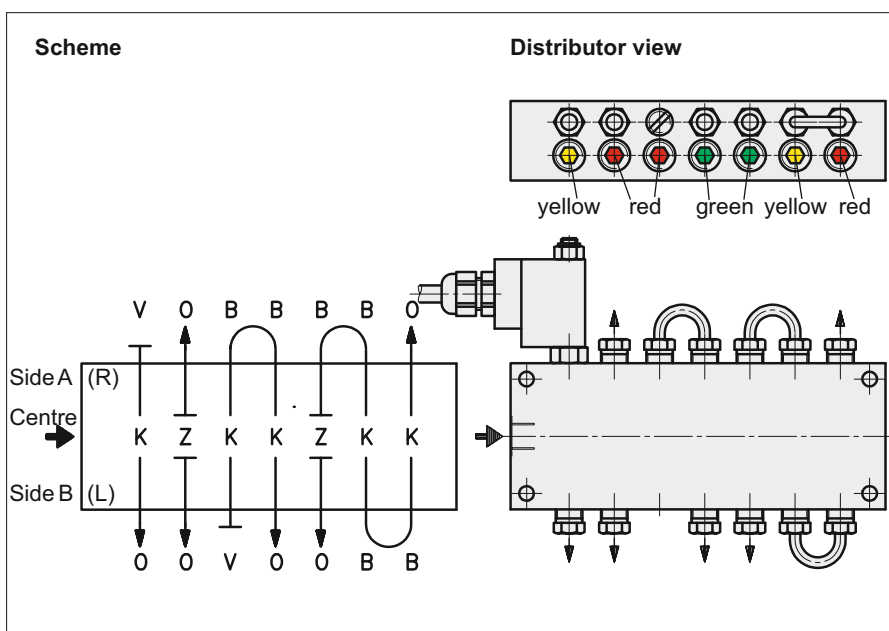 Scheme
Distributor view
yellow red green yellow red
V O B B B B O
Side A (R)
Centre
K Z K K Z K K
Side B (L)
O O V O O B B